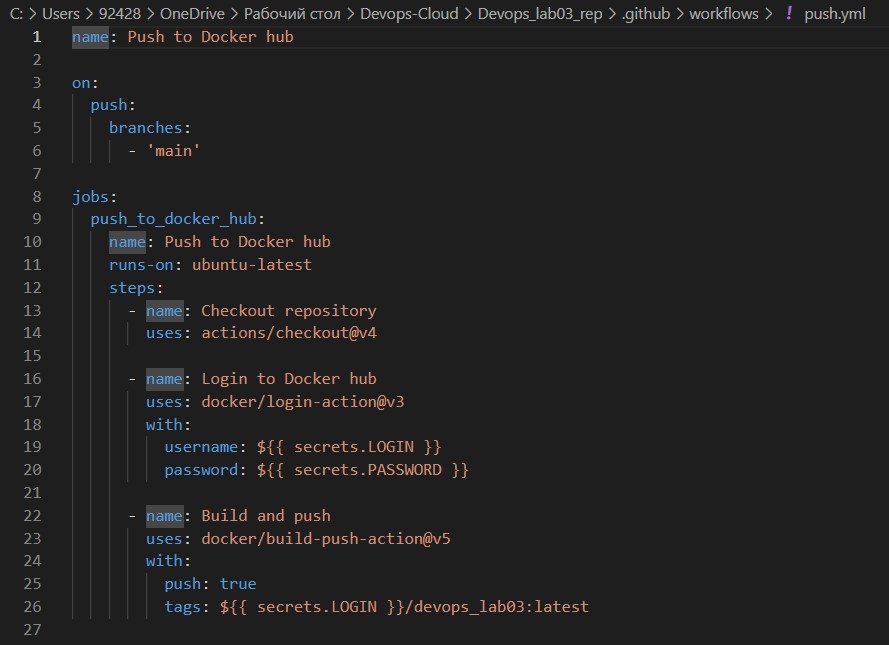 C: > Users > 92428 > OneDrive > Рабочий стол > Devops-Cloud > Devops_lab03_rep > .github > workflows > ! push.yml
1 name: Push to Docker hub
2
3 on:
4   push:
5     branches:
6       - 'main'
7
8 jobs:
9   push_to_docker_hub:
10     name: Push to Docker hub
11     runs-on: ubuntu-latest
12     steps:
13       - name: Checkout repository
14         uses: actions/checkout@v4
15
16       - name: Login to Docker hub
17         uses: docker/login-action@v3
18         with:
19           username: ${{ secrets.LOGIN }}
20           password: ${{ secrets.PASSWORD }}
21
22       - name: Build and push
23         uses: docker/build-push-action@v5
24         with:
25           push: true
26           tags: ${{ secrets.LOGIN }}/devops_lab03:latest
27